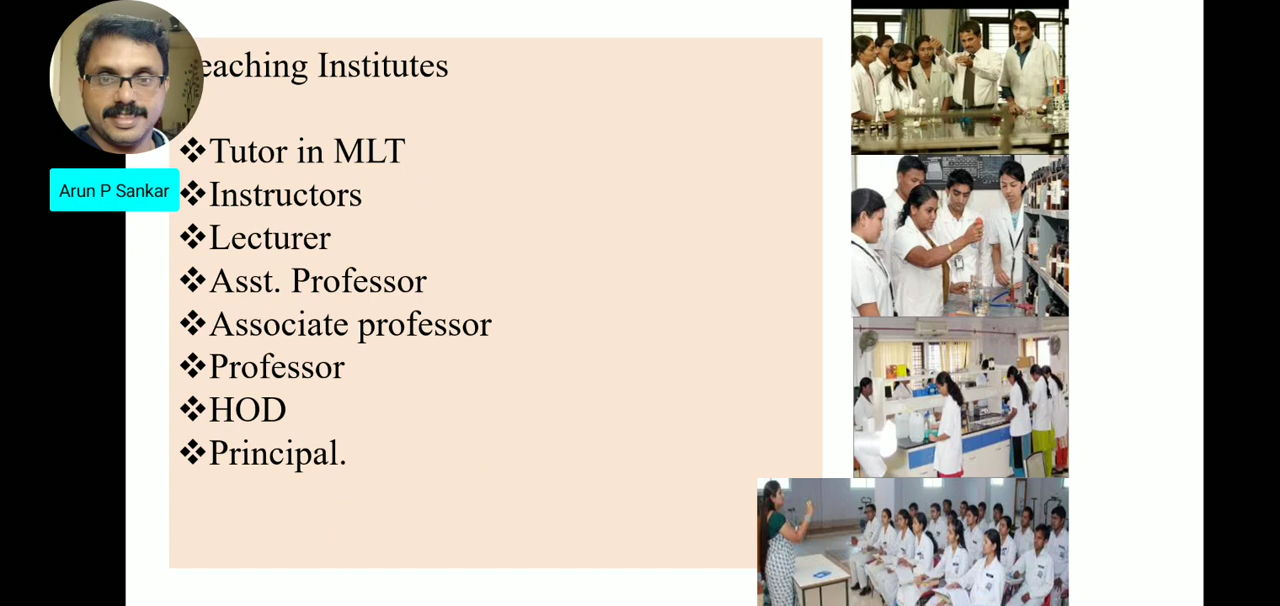 eaching Institutes
❖Tutor in MLT
Arun P Sankar
❖Instructors
❖Lecturer
❖Asst. Professor
❖Associate professor
❖Professor
❖HOD
❖Principal.